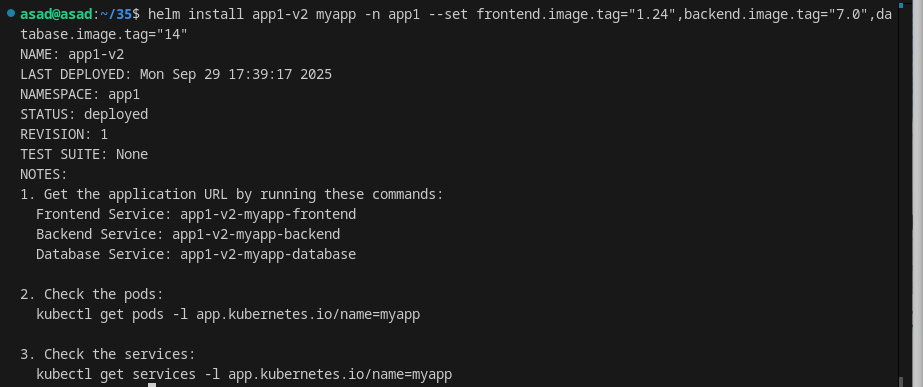 asad@asad:~/35$ helm install app1-v2 myapp -n app1 --set frontend.image.tag="1.24",backend.image.tag="7.0",da
tabase.image.tag="14"
NAME: app1-v2
LAST DEPLOYED: Mon Sep 29 17:39:17 2025
NAMESPACE: app1
STATUS: deployed
REVISION: 1
TEST SUITE: None
NOTES:
1. Get the application URL by running these commands:
  Frontend Service: app1-v2-myapp-frontend
  Backend Service: app1-v2-myapp-backend
  Database Service: app1-v2-myapp-database

2. Check the pods:
  kubectl get pods -l app.kubernetes.io/name=myapp

3. Check the services:
  kubectl get services -l app.kubernetes.io/name=myapp